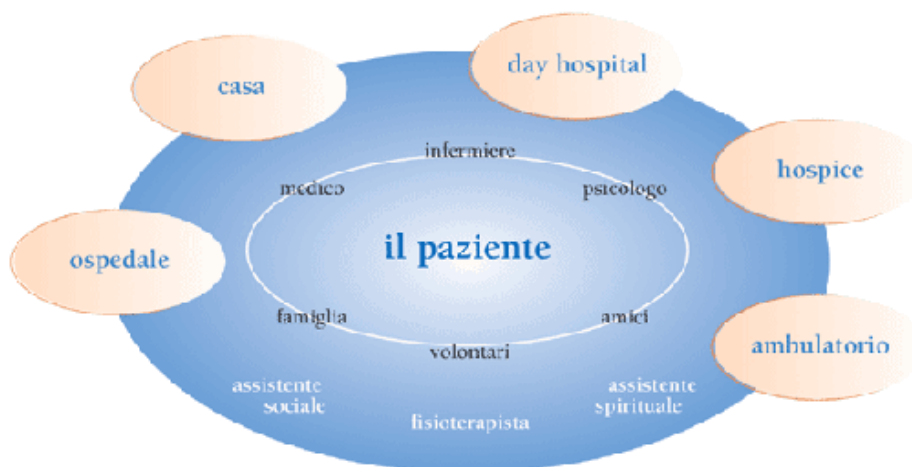 day hospital
casa
infermiere
medico
psicologo
hospice
il paziente
ospedale
famiglia
amici
volontari
ambulatorio
assistente
sociale
assistente
spirituale
fisioterapista